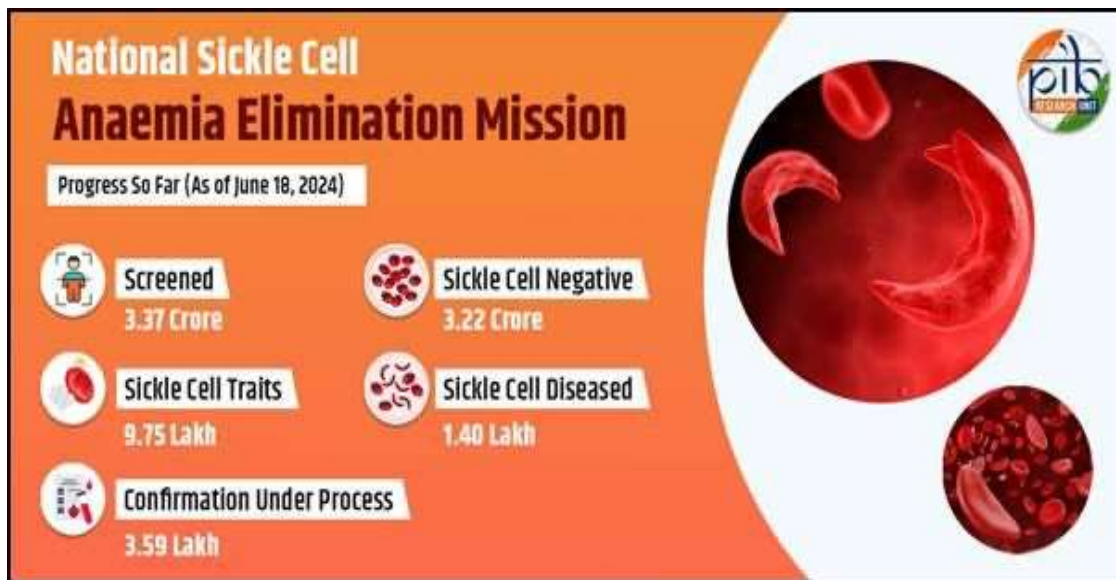 National Sickle Cell
Anaemia Elimination Mission
Progress So Far (As of June 18, 2024)
Screened
3.37 Crore
Sickle Cell Negative
3.22 Crore
Sickle Cell Traits
9.75 Lakh
Sickle Cell Diseased
1.40 Lakh
Confirmation Under Process
3.59 Lakh
pib
RESEARCH UNIT